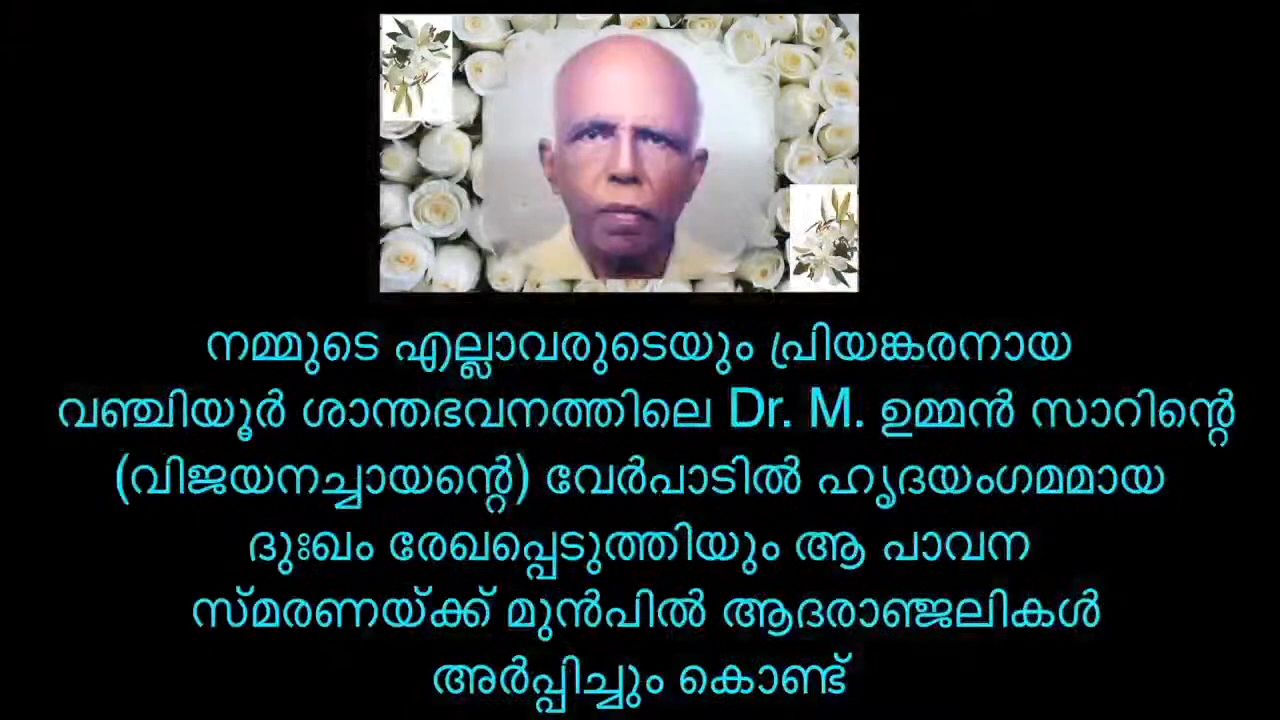 നമ്മുടെ എല്ലാവരുടെയും പ്രിയങ്കരനായ
വഞ്ചിയൂർ ശാന്തഭവനത്തിലെ Dr. M. ഉമ്മൻ സാറിന്റെ
(വിജയനച്ചായന്റെ) വേർപാടിൽ ഹൃദയംഗമമായ
ദുഃഖം രേഖപ്പെടുത്തിയും ആ പാവന
സ്മരണയ്ക്ക് മുൻപിൽ ആദരാഞ്ജലികൾ
അർപ്പിച്ചും കൊണ്ട്